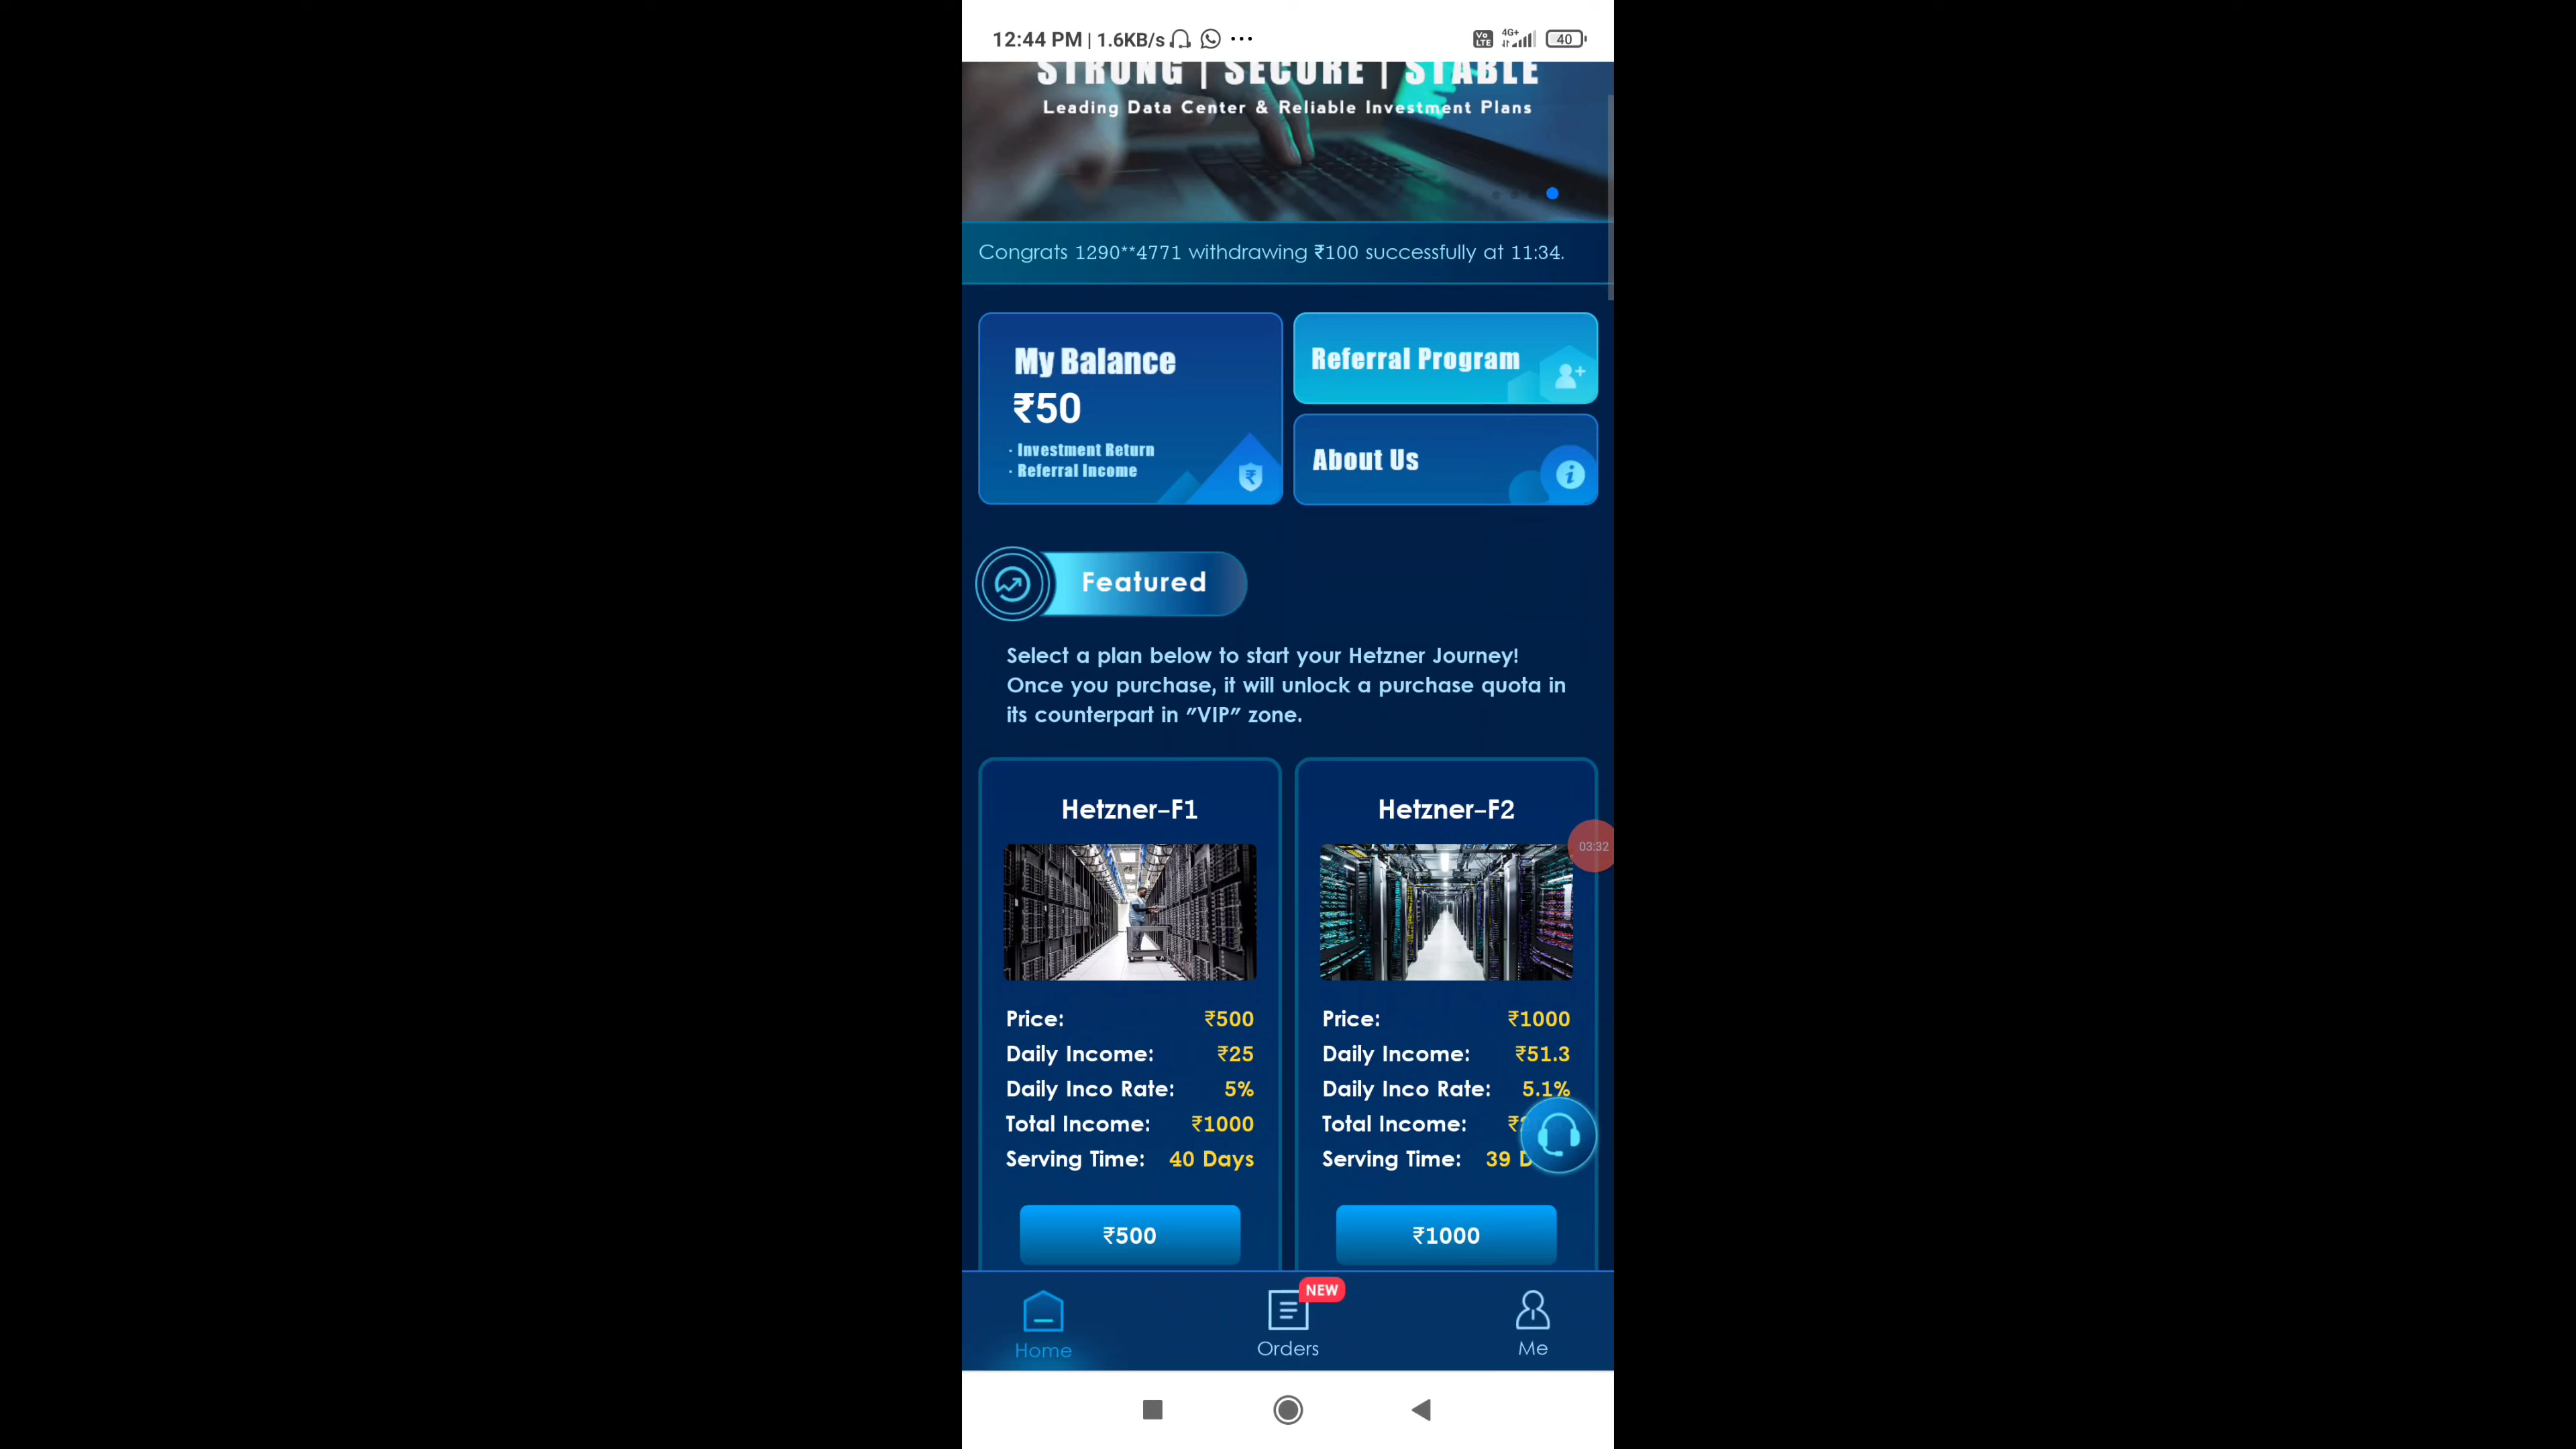 12:44 PM | 1.6KB/s
Vo LTE 4G+ 40
STRONG | SECURE | STABLE
Leading Data Center & Reliable Investment Plans
Congrats 1290**4771 withdrawing ₹100 successfully at 11:34.
My Balance
₹50
· Investment Return
· Referral Income
Referral Program
About Us
Featured
Select a plan below to start your Hetzner Journey!
Once you purchase, it will unlock a purchase quota in
its counterpart in "VIP" zone.
Hetzner-F1
Price: ₹500
Daily Income: ₹25
Daily Inco Rate: 5%
Total Income: ₹1000
Serving Time: 40 Days
₹500
Hetzner-F2
03:32
Price: ₹1000
Daily Income: ₹51.3
Daily Inco Rate: 5.1%
Total Income:
Serving Time: 39
₹1000
Home
NEW
Orders
Me